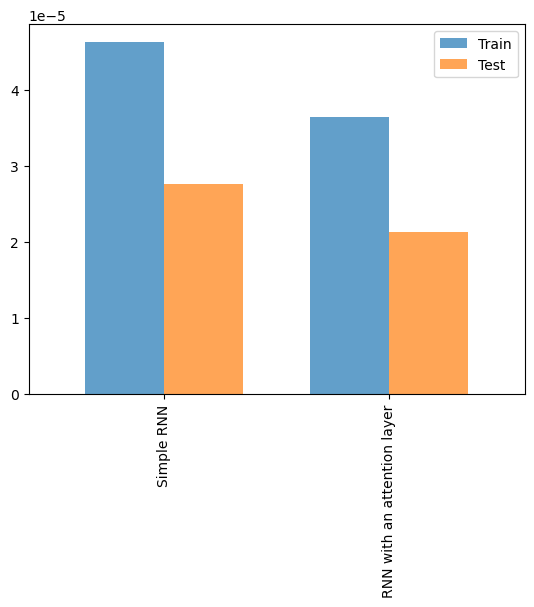 1e−5
Train
Test
4
3
2
1
0
Simple RNN
RNN with an attention layer